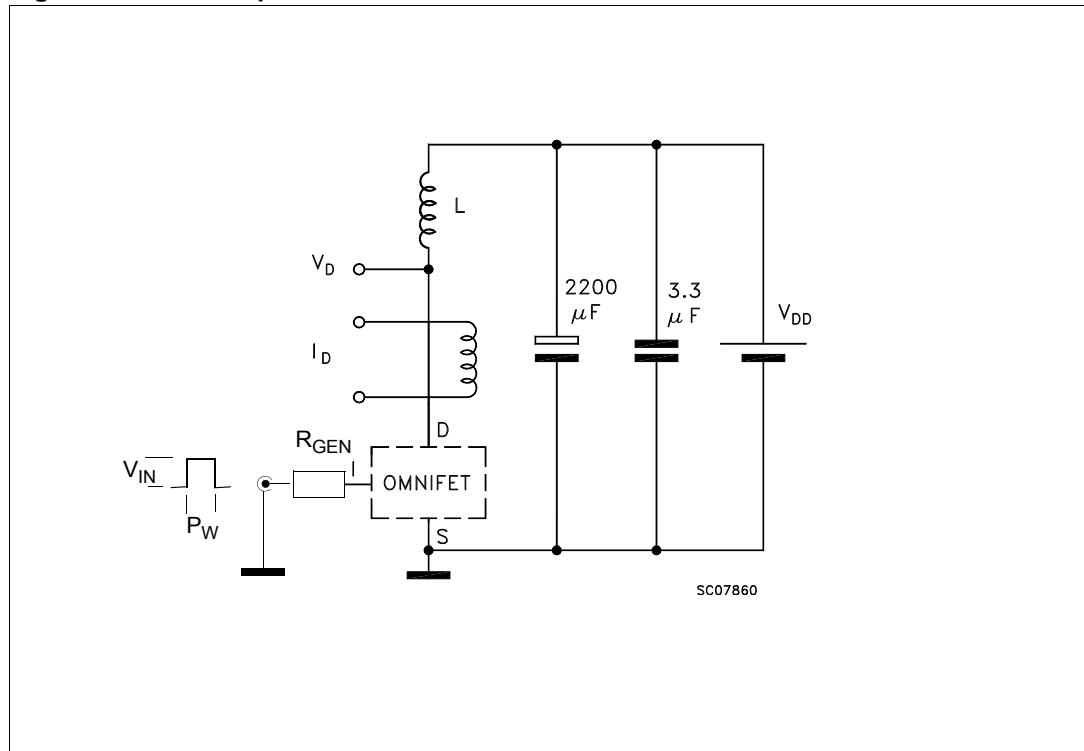 L
V_D
2200
μF
3.3
μF
V_DD
I_D
D
R_GEN
I
V_IN
OMNIFET
P_W
S
SC07860